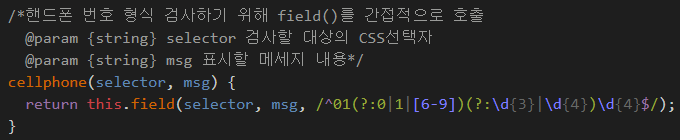 /*핸드폰 번호 형식 검사하기 위해 field()를 간접적으로 호출
@param {string} selector 검사할 대상의 CSS선택자
@param {string} msg 표시할 메세지 내용*/
cellphone(selector, msg) {
return this.field(selector, msg, /^01(?:0|1|[6-9])(?:\d{3}|\d{4})\d{4}$/);
}